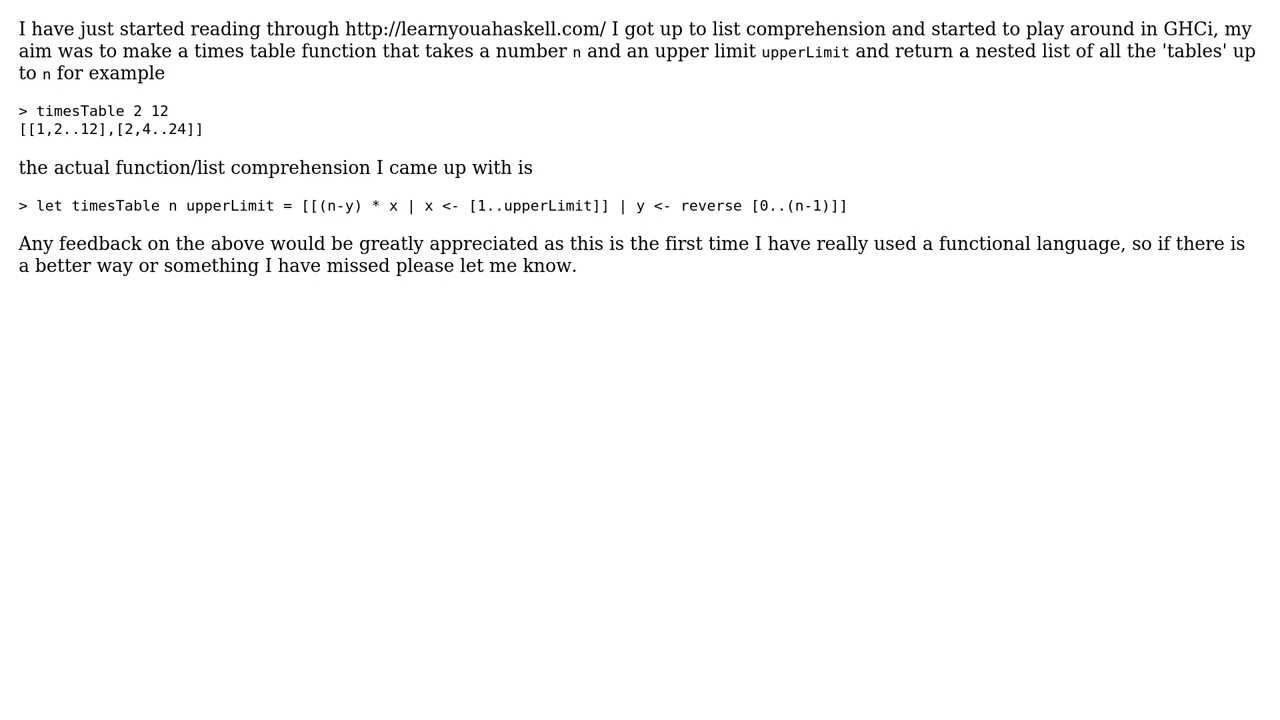 I have just started reading through http://learnyouahaskell.com/ I got up to list comprehension and started to play around in GHCi, my
aim was to make a times table function that takes a number n and an upper limit upperLimit and return a nested list of all the 'tables' up
to n for example
> timesTable 2 12
[[1,2..12],[2,4..24]]
the actual function/list comprehension I came up with is
> let timesTable n upperLimit = [[(n-y) * x | x <- [1..upperLimit]] | y <- reverse [0..(n-1)]]
Any feedback on the above would be greatly appreciated as this is the first time I have really used a functional language, so if there is
a better way or something I have missed please let me know.